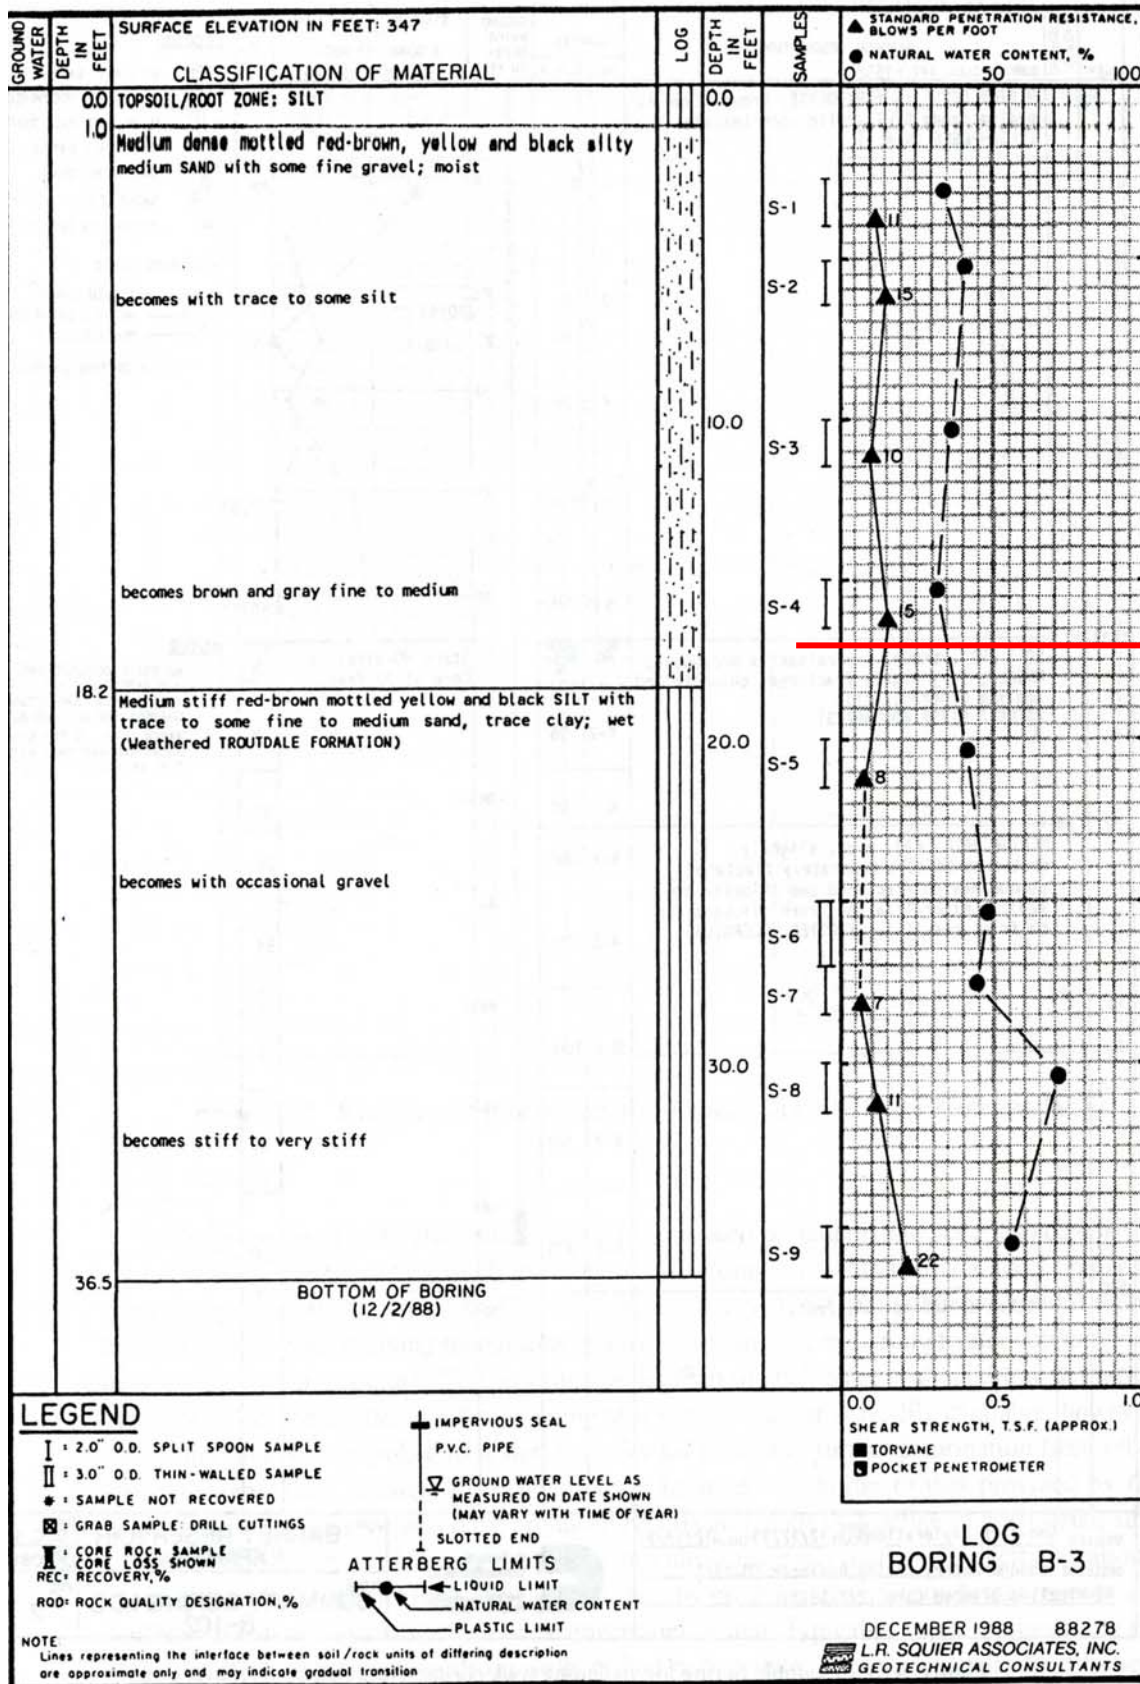 GROUND WATER
DEPTH IN FEET
SURFACE ELEVATION IN FEET: 347
CLASSIFICATION OF MATERIAL
LOG
DEPTH IN FEET
SAMPLES
▲ STANDARD PENETRATION RESISTANCE,
BLOWS PER FOOT
● NATURAL WATER CONTENT, %
0 50 100
0.0 TOPSOIL/ROOT ZONE: SILT
0.0
1.0
Medium dense mottled red-brown, yellow and black silty
medium SAND with some fine gravel; moist
S-1
11
becomes with trace to some silt
S-2
15
10.0
S-3
10
becomes brown and gray fine to medium
S-4
15
18.2
Medium stiff red-brown mottled yellow and black SILT with
trace to some fine to medium sand, trace clay; wet
(Weathered TROUTDALE FORMATION)
20.0
S-5
8
becomes with occasional gravel
S-6
S-7
7
30.0
S-8
11
becomes stiff to very stiff
S-9
22
36.5
BOTTOM OF BORING
(12/2/88)
0.0 0.5 1.0
SHEAR STRENGTH, T.S.F. (APPROX.)
TORVANE
POCKET PENETROMETER
LEGEND
: 2.0" O.D. SPLIT SPOON SAMPLE
: 3.0" O.D. THIN-WALLED SAMPLE
: SAMPLE NOT RECOVERED
: GRAB SAMPLE: DRILL CUTTINGS
: CORE ROCK SAMPLE
CORE LOSS SHOWN
REC: RECOVERY, %
RQD: ROCK QUALITY DESIGNATION, %
IMPERVIOUS SEAL
P.V.C. PIPE
GROUND WATER LEVEL AS
MEASURED ON DATE SHOWN
(MAY VARY WITH TIME OF YEAR)
SLOTTED END
ATTERBERG LIMITS
LIQUID LIMIT
NATURAL WATER CONTENT
PLASTIC LIMIT
NOTE:
Lines representing the interface between soil/rock units of differing description
are approximate only and may indicate gradual transition
LOG
BORING B-3
DECEMBER 1988 88278
L.R. SQUIER ASSOCIATES, INC.
GEOTECHNICAL CONSULTANTS